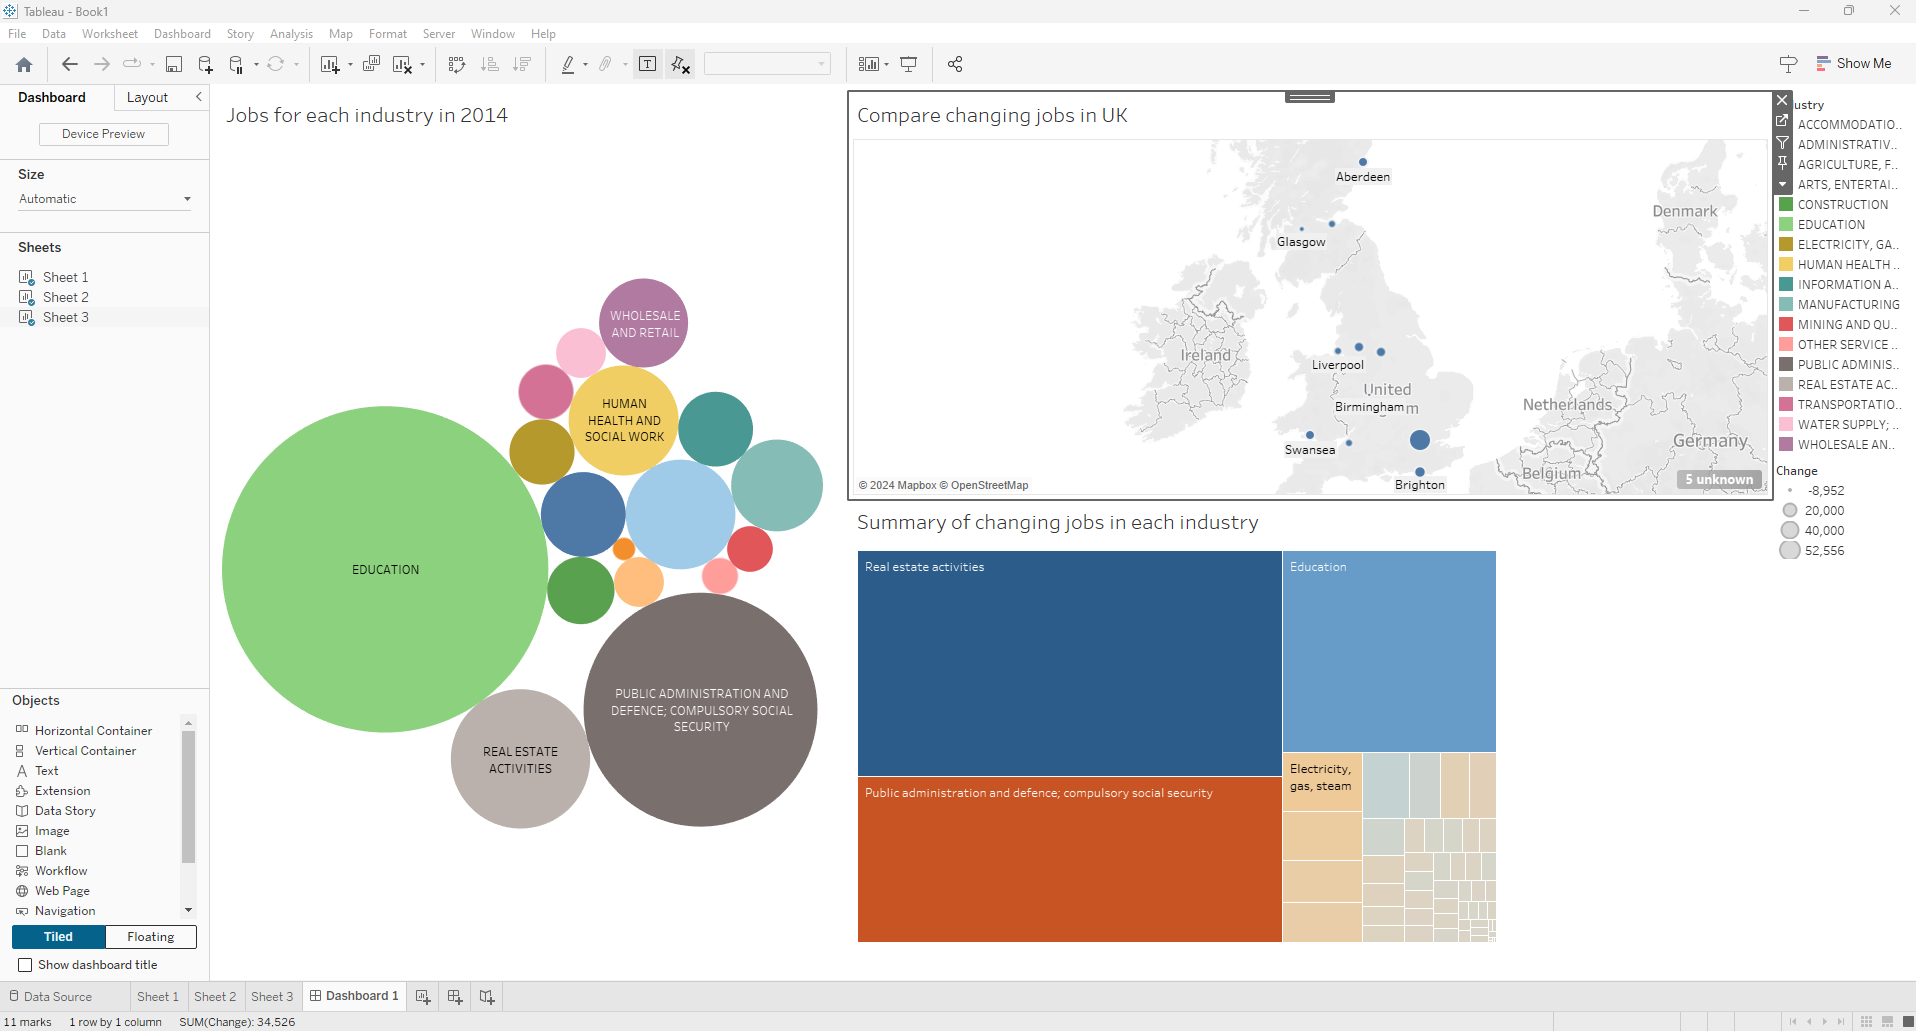 Tableau - Book1
File Data Worksheet Dashboard Story Analysis Map Format Server Window Help
Show Me
Dashboard Layout
Device Preview
Size
Automatic
Sheets
Sheet 1
Sheet 2
Sheet 3
Objects
Horizontal Container
Vertical Container
Text
Extension
Data Story
Image
Blank
Workflow
Web Page
Navigation
Tiled Floating
Show dashboard title
Jobs for each industry in 2014
WHOLESALE
AND RETAIL
HUMAN
HEALTH AND
SOCIAL WORK
EDUCATION
PUBLIC ADMINISTRATION AND
DEFENCE; COMPULSORY SOCIAL
SECURITY
REAL ESTATE
ACTIVITIES
Compare changing jobs in UK
Aberdeen
Denmark
Glasgow
Ireland
Liverpool
United
Birmingham m
Netherlands
Swansea
Germany
Belgium
Brighton
© 2024 Mapbox © OpenStreetMap
5 unknown
Summary of changing jobs in each industry
Real estate activities
Education
Electricity,
gas, steam
Public administration and defence; compulsory social security
ustry
ACCOMMODATIO..
ADMINISTRATIV..
AGRICULTURE, F..
ARTS, ENTERTAI..
CONSTRUCTION
EDUCATION
ELECTRICITY, GA..
HUMAN HEALTH ..
INFORMATION A..
MANUFACTURING
MINING AND QU..
OTHER SERVICE ..
PUBLIC ADMINIS..
REAL ESTATE AC..
TRANSPORTATIO..
WATER SUPPLY; ..
WHOLESALE AN..
Change
-8,952
20,000
40,000
52,556
Data Source Sheet 1 Sheet 2 Sheet 3 Dashboard 1
11 marks 1 row by 1 column SUM(Change): 34,526